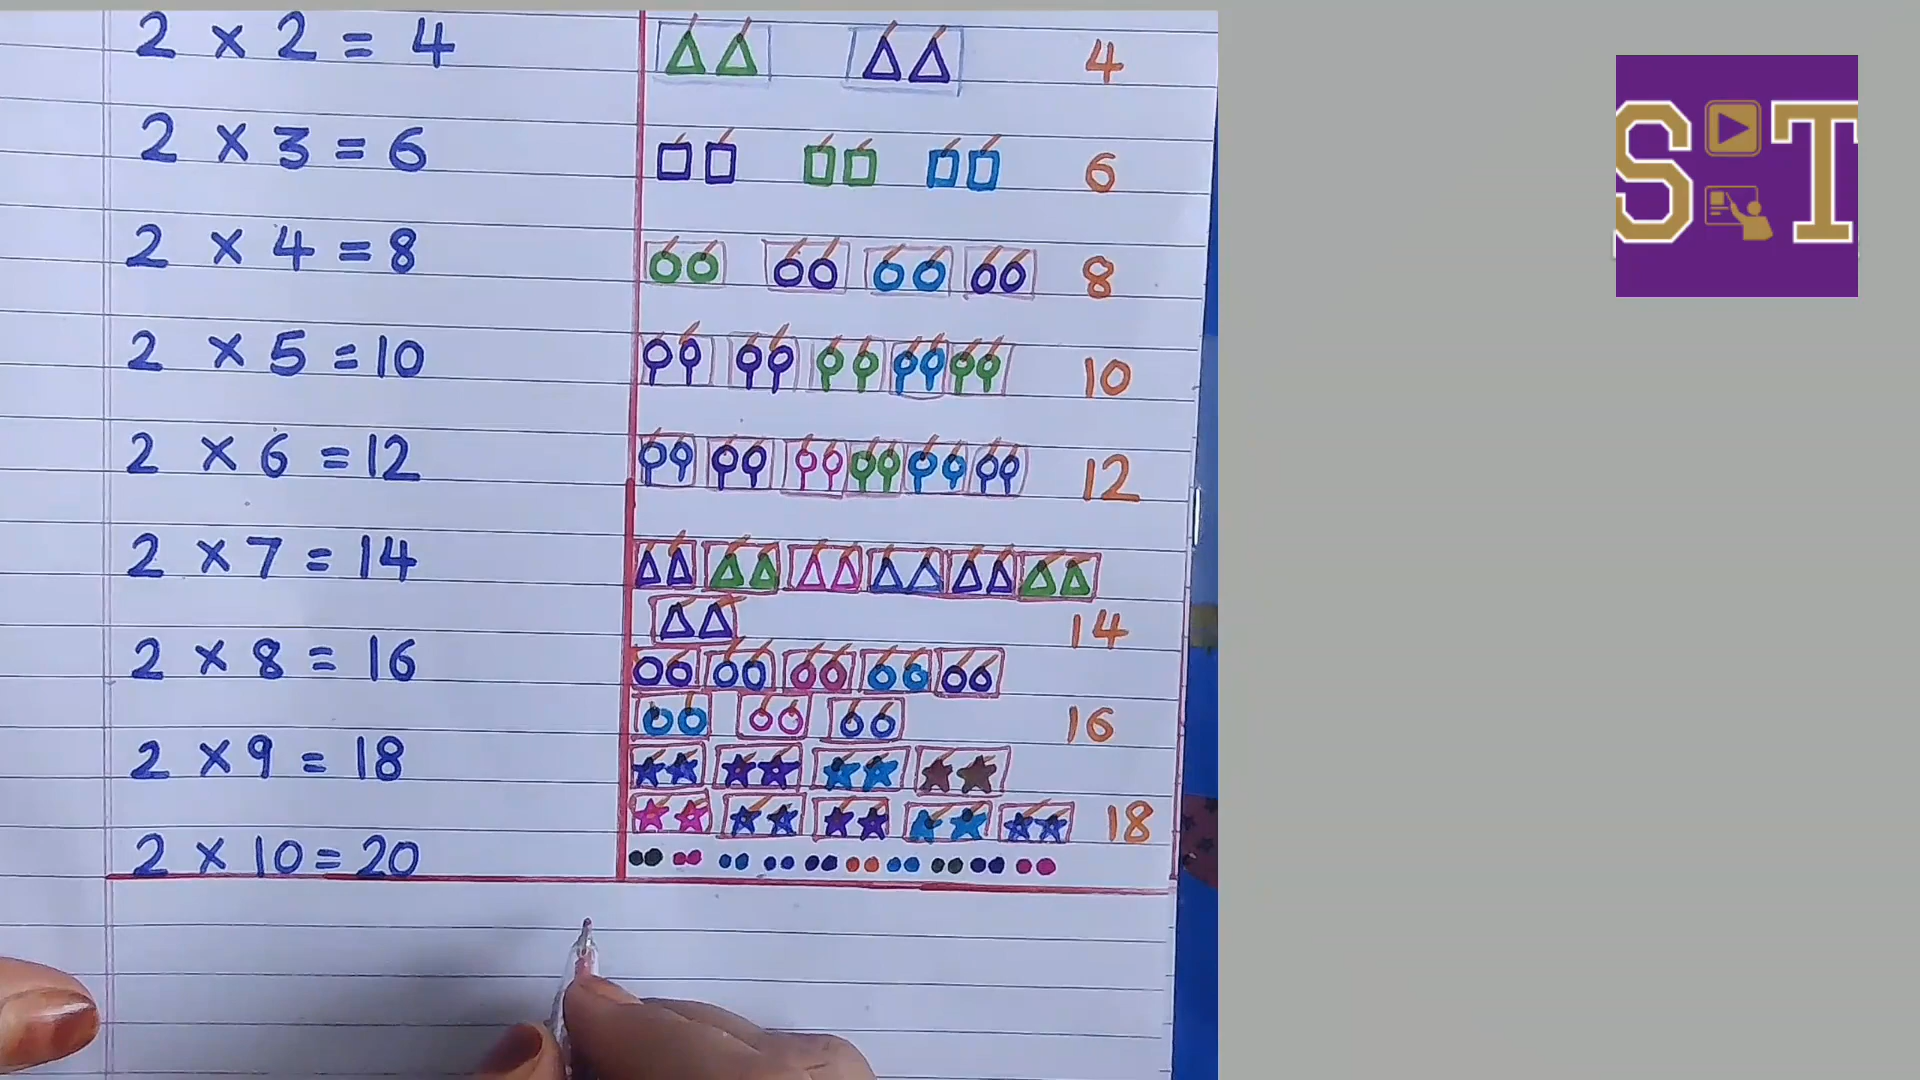 2 × 2 = 4 4
2 × 3 = 6 6
2 × 4 = 8 8
2 × 5 = 10 10
2 × 6 = 12 12
2 × 7 = 14 14
2 × 8 = 16 16
2 × 9 = 18 18
2 × 10 = 20
S T